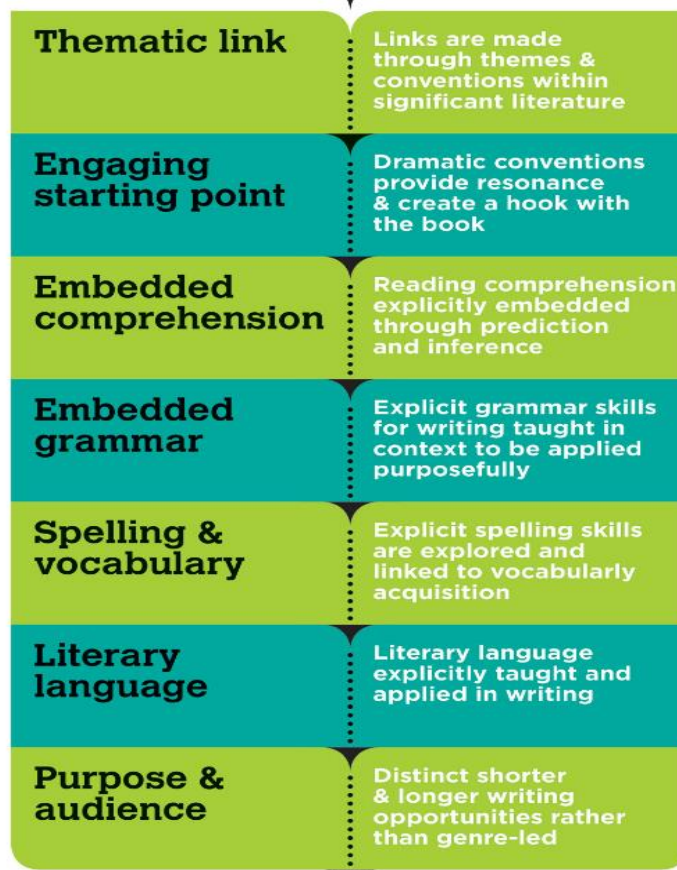 Thematic link
Links are made
through themes &
conventions within
significant literature
Engaging
starting point
Dramatic conventions
provide resonance
& create a hook with
the book
Embedded
comprehension
Reading comprehension
explicitly embedded
through prediction
and inference
Embedded
grammar
Explicit grammar skills
for writing taught in
context to be applied
purposefully
Spelling &
vocabulary
Explicit spelling skills
are explored and
linked to vocabularly
acquisition
Literary
language
Literary language
explicitly taught and
applied in writing
Purpose &
audience
Distinct shorter
& longer writing
opportunities rather
than genre-led